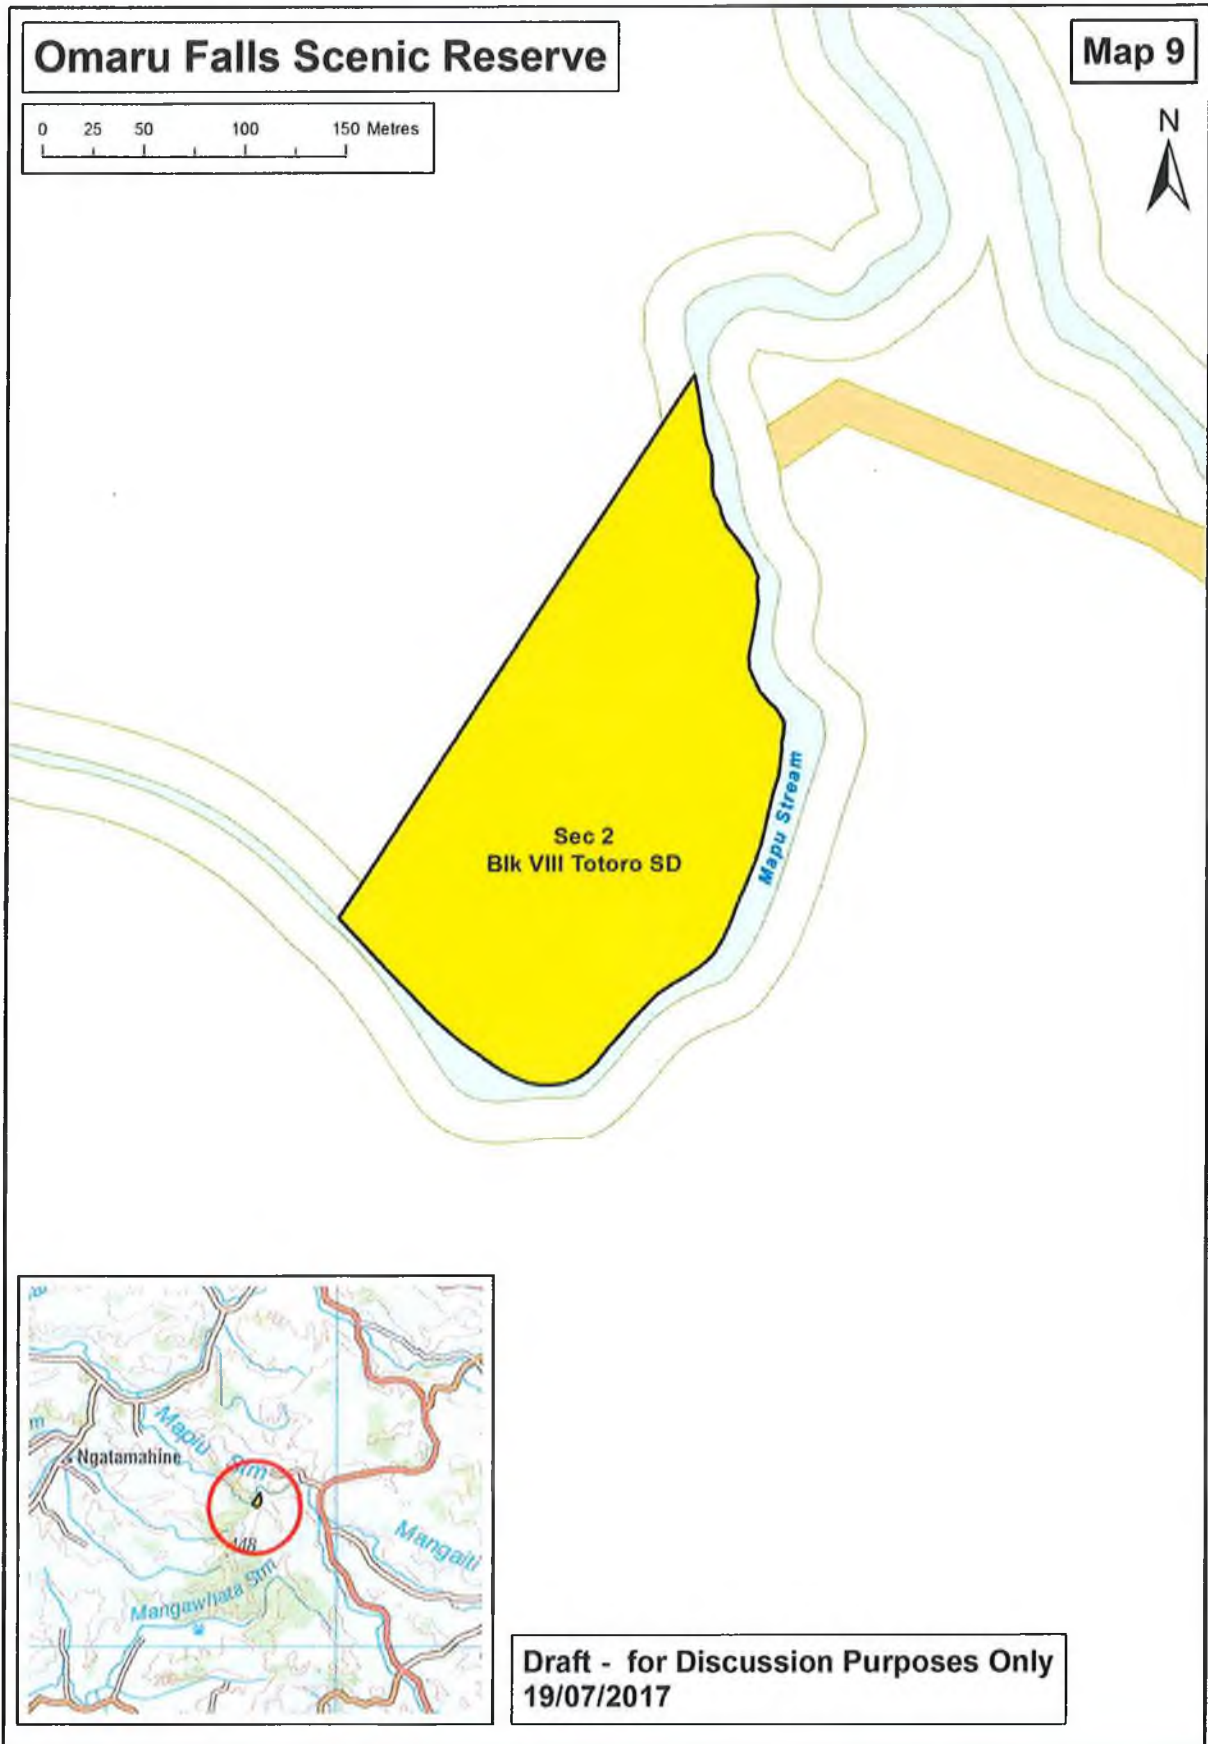 Omaru Falls Scenic Reserve
Map 9
0 25 50 100 150 Metres
N
Sec 2
Blk VIII Totoro SD
Mapu Stream
Mapiu Stm
Ngatamahine
Mangaiti
Mangawhata Stm
Draft - for Discussion Purposes Only
19/07/2017